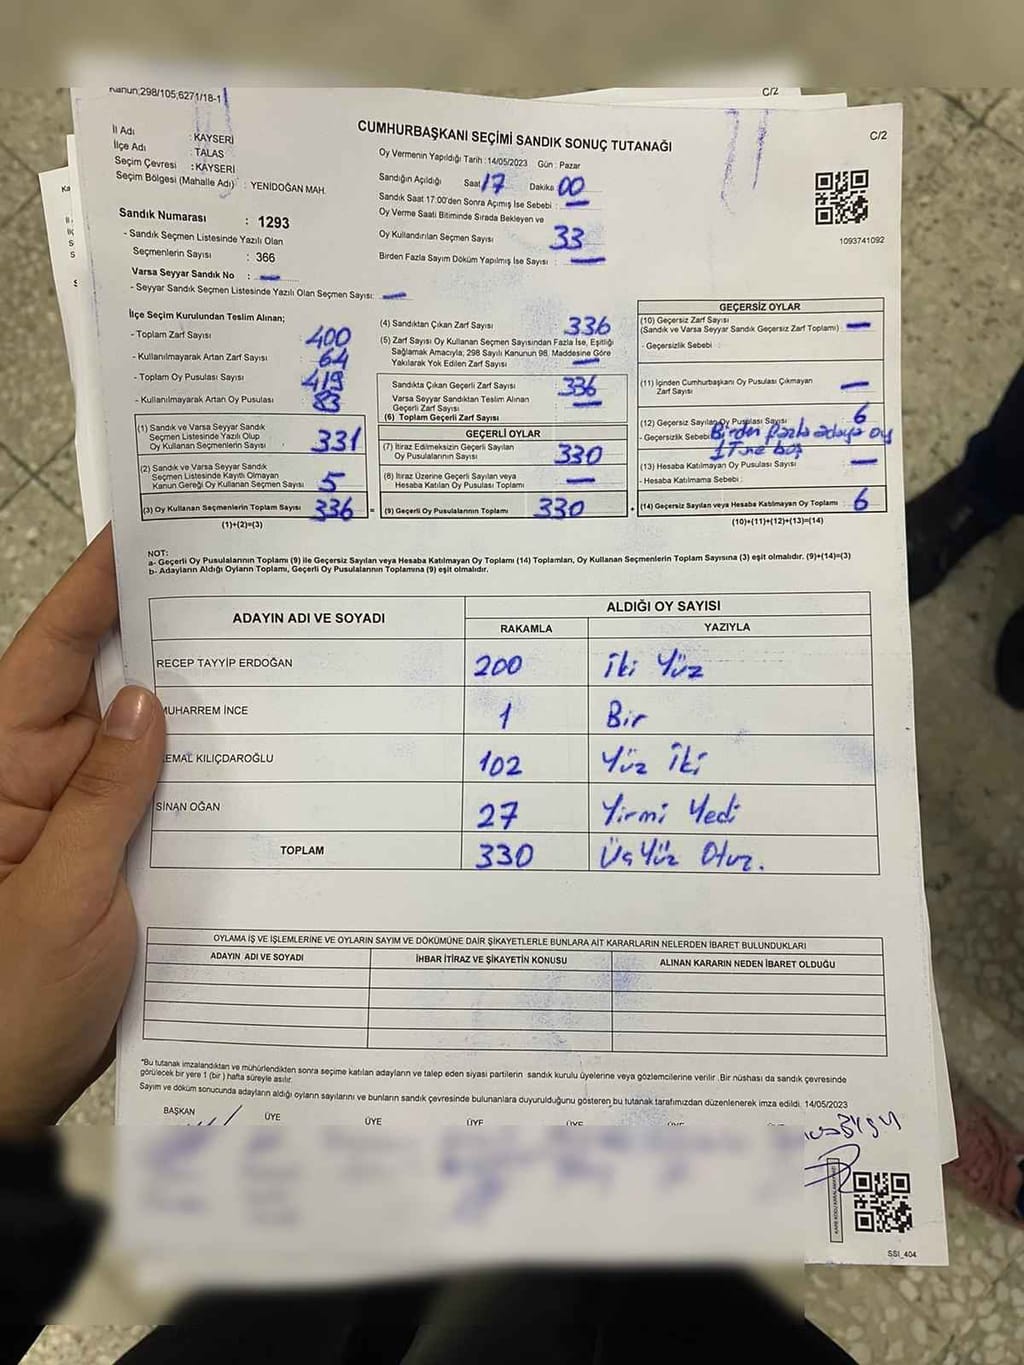 Kanun;298/105,6271/18-1
C/2
C/2
CUMHURBAŞKANI SEÇİMİ SANDIK SONUÇ TUTANAĞI
İl Adı : KAYSERİ
İlçe Adı : TALAS
Seçim Çevresi : KAYSERİ
Seçim Bölgesi (Mahalle Adı) : YENİDOĞAN MAH.
Sandık Numarası : 1293
- Sandık Seçmen Listesinde Yazılı Olan
Seçmenlerin Sayısı : 366
Varsa Seyyar Sandık No : —
- Seyyar Sandık Seçmen Listesinde Yazılı Olan Seçmen Sayısı: —
Oy Vermenin Yapıldığı Tarih : 14/05/2023 Gün : Pazar
Sandığın Açıldığı Saat 17 Dakika 00
Sandık Saat 17:00'den Sonra Açımış İse Sebebi : —
Oy Verme Saati Bitiminde Sırada Bekleyen ve
Oy Kullandırılan Seçmen Sayısı 33
Birden Fazla Sayım Döküm Yapılmış İse Sayısı : —
1093741092
İlçe Seçim Kurulundan Teslim Alınan;
- Toplam Zarf Sayısı 400
- Kullanılmayarak Artan Zarf Sayısı 64
- Toplam Oy Pusulası Sayısı 419
- Kullanılmayarak Artan Oy Pusulası 83
(1) Sandık ve Varsa Seyyar Sandık
Seçmen Listesinde Yazılı Olup
Oy Kullanan Seçmenlerin Sayısı 331
(2) Sandık ve Varsa Seyyar Sandık
Seçmen Listesinde Kayıtlı Olmayan
Kanun Gereği Oy Kullanan Seçmen Sayısı 5
(3) Oy Kullanan Seçmenlerin Toplam Sayısı 336 =
(1)+(2)=(3)
(4) Sandıktan Çıkan Zarf Sayısı 336
(5) Zarf Sayısı Oy Kullanan Seçmen Sayısından Fazla İse, Eşitliği
Sağlamak Amacıyla; 298 Sayılı Kanunun 98. Maddesine Göre
Yakılarak Yok Edilen Zarf Sayısı —
Sandıkta Çıkan Geçerli Zarf Sayısı 336
Varsa Seyyar Sandıktan Teslim Alınan
Geçerli Zarf Sayısı —
(6) Toplam Geçerli Zarf Sayısı
GEÇERLİ OYLAR
(7) İtiraz Edilmeksizin Geçerli Sayılan
Oy Pusulalarının Sayısı 330
(8) İtiraz Üzerine Geçerli Sayılan veya
Hesaba Katılan Oy Pusulası Toplamı —
(9) Geçerli Oy Pusulalarının Toplamı 330 +
GEÇERSİZ OYLAR
(10) Geçersiz Zarf Sayısı
(Sandık ve Varsa Seyyar Sandık Geçersiz Zarf Toplamı) —
- Geçersizlik Sebebi :
(11) İçinden Cumhurbaşkanı Oy Pusulası Çıkmayan
Zarf Sayısı —
(12) Geçersiz Sayılan Oy Pusulası Sayısı 6
- Geçersizlik Sebebi Birden fazla adaya oy
1 Tane boş
(13) Hesaba Katılmayan Oy Pusulası Sayısı —
- Hesaba Katılmama Sebebi :
(14) Geçersiz Sayılan veya Hesaba Katılmayan Oy Toplamı 6
(10)+(11)+(12)+(13)=(14)
NOT:
a- Geçerli Oy Pusulalarının Toplamı (9) ile Geçersiz Sayılan veya Hesaba Katılmayan Oy Toplamı (14) Toplamları, Oy Kullanan Seçmenlerin Toplam Sayısına (3) eşit olmalıdır. (9)+(14)=(3)
b- Adayların Aldığı Oyların Toplamı, Geçerli Oy Pusulalarının Toplamına (9) eşit olmalıdır.
ADAYIN ADI VE SOYADI ALDIĞI OY SAYISI
RAKAMLA YAZIYLA
RECEP TAYYİP ERDOĞAN 200 İki Yüz
MUHARREM İNCE 1 Bir
EMAL KILIÇDAROĞLU 102 Yüz İki
SİNAN OĞAN 27 Yirmi Yedi
TOPLAM 330 Üç Yüz Otuz.
OYLAMA İŞ VE İŞLEMLERİNE VE OYLARIN SAYIM VE DÖKÜMÜNE DAİR ŞİKAYETLERLE BUNLARA AİT KARARLARIN NELERDEN İBARET BULUNDUKLARI
ADAYIN ADI VE SOYADI İHBAR İTİRAZ VE ŞİKAYETİN KONUSU ALINAN KARARIN NEDEN İBARET OLDUĞU
*Bu tutanak imzalandıktan ve mühürlendikten sonra seçime katılan adayların ve talep eden siyasi partilerin sandık kurulu üyelerine veya gözlemcilerine verilir. Bir nüshası da sandık çevresinde
görülecek bir yere 1 (bir) hafta süreyle asılır.
Sayım ve döküm sonucunda adayların aldığı oyların sayılarını ve bunların sandık çevresinde bulunanlara duyurulduğunu gösteren bu tutanak tarafımızdan düzenlenerek imza edildi. 14/05/2023
BAŞKAN ÜYE ÜYE ÜYE ÜYE ÜYE
SSI_404